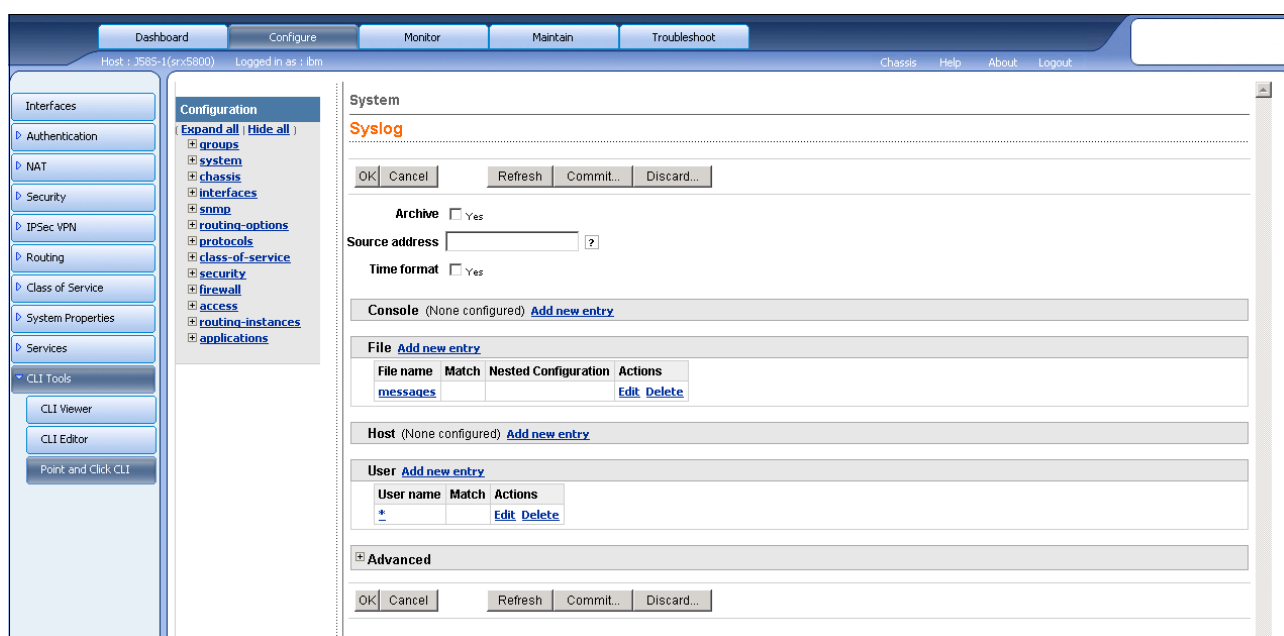 Dashboard Configure Monitor Maintain Troubleshoot
Host : J585-1(srx5800) Logged in as : ibm Chassis Help About Logout
Interfaces
Authentication
NAT
Security
IPSec VPN
Routing
Class of Service
System Properties
Services
CLI Tools
CLI Viewer
CLI Editor
Point and Click CLI
Configuration
( Expand all | Hide all )
groups
system
chassis
interfaces
snmp
routing-options
protocols
class-of-service
security
firewall
access
routing-instances
applications
System
Syslog
OK Cancel Refresh Commit... Discard...
Archive Yes
Source address ?
Time format Yes
Console (None configured) Add new entry
File Add new entry
File name Match Nested Configuration Actions
messages Edit Delete
Host (None configured) Add new entry
User Add new entry
User name Match Actions
* Edit Delete
Advanced
OK Cancel Refresh Commit... Discard...